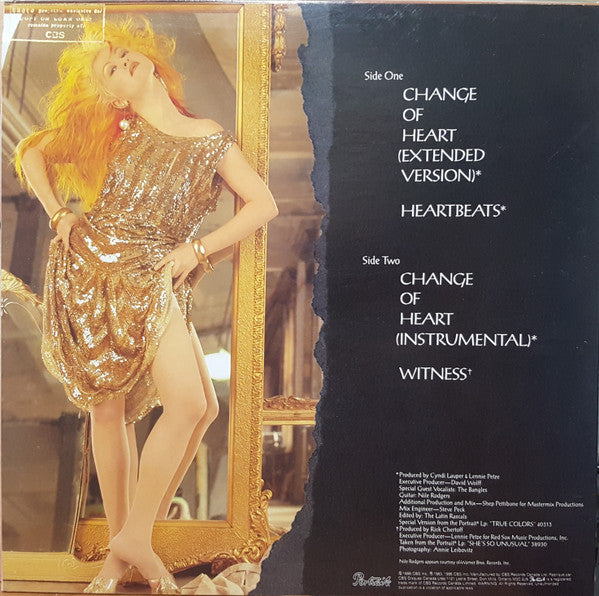 CBS
Side One
CHANGE
OF
HEART
(EXTENDED
VERSION)*
HEARTBEATS*
Side Two
CHANGE
OF
HEART
(INSTRUMENTAL)*
WITNESS†
*Produced by Cyndi Lauper & Lennie Petze
Executive Producer—David Wolff
Special Guest Vocalists: The Bangles
Guitar: Nile Rodgers
Additional Production and Mix—Shep Pettibone for Mastermix Productions
Mix Engineer—Steve Peck
Edited by: The Latin Rascals
Special Version from the Portrait® Lp: "TRUE COLORS" 40313
†Produced by Rick Chertoff
Executive Producer—Lennie Petze for Red Sox Music Productions, Inc.
Taken from the Portrait® Lp: "SHE'S SO UNUSUAL" 38930
Photography: Annie Leibovitz
Nile Rodgers appears courtesy of Warner Bros. Records, Inc.
Portrait